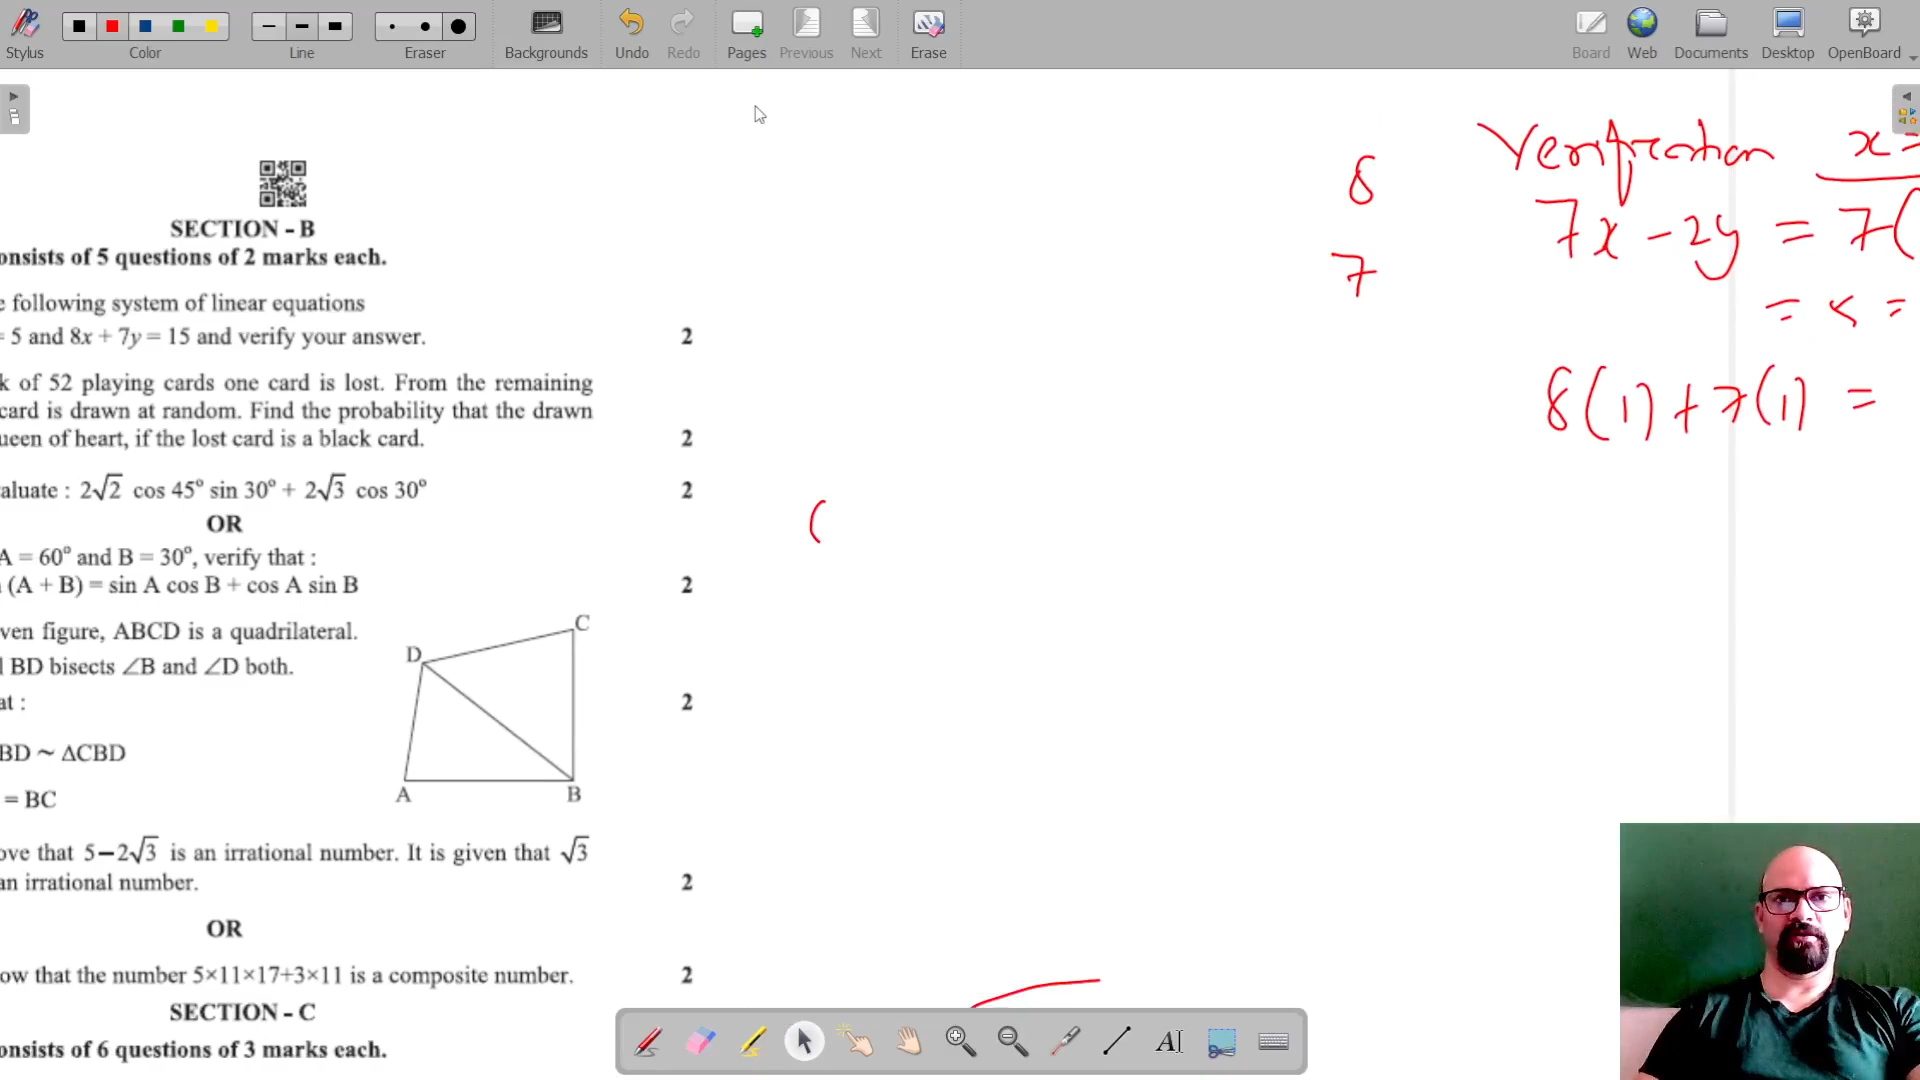 Stylus
Color
Line
Eraser
Backgrounds
Undo
Redo
Pages
Previous
Next
Erase
Board
Web
Documents
Desktop
OpenBoard
SECTION - B
onsists of 5 questions of 2 marks each.
e following system of linear equations
= 5 and 8x + 7y = 15 and verify your answer. 2
k of 52 playing cards one card is lost. From the remaining
card is drawn at random. Find the probability that the drawn
ueen of heart, if the lost card is a black card. 2
aluate : 2√2 cos 45° sin 30° + 2√3 cos 30° 2
OR
A = 60° and B = 30°, verify that :
(A + B) = sin A cos B + cos A sin B 2
ven figure, ABCD is a quadrilateral.
BD bisects ∠B and ∠D both.
at : 2
BD ~ ΔCBD
= BC
D
C
A
B
ove that 5−2√3 is an irrational number. It is given that √3
an irrational number. 2
OR
ow that the number 5×11×17+3×11 is a composite number. 2
SECTION - C
onsists of 6 questions of 3 marks each.
8
7
(
Verification x=
7x - 2y = 7(
8(1) + 7(1) =